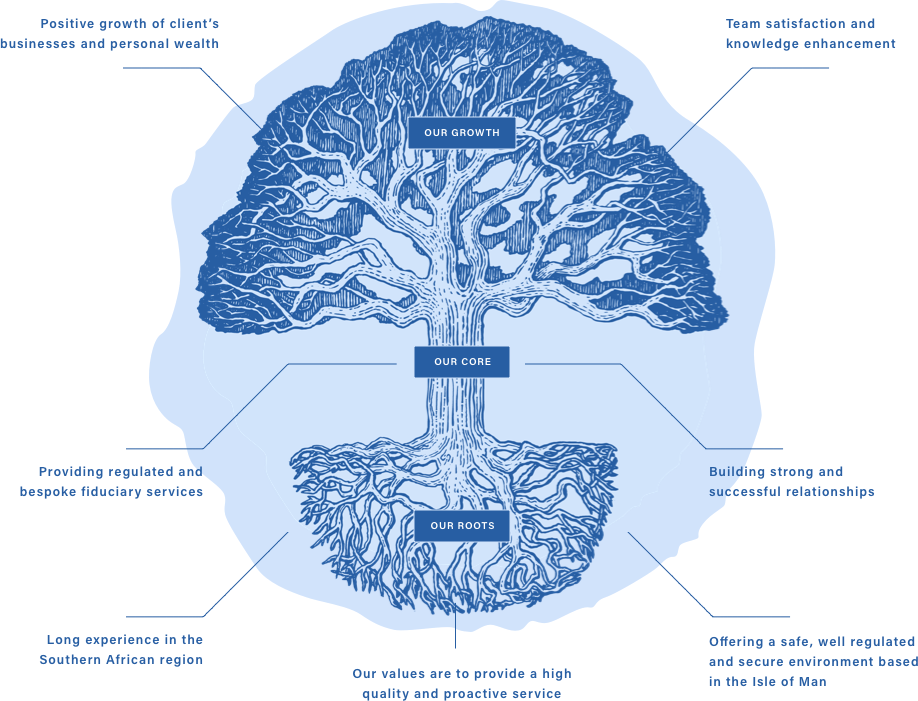 Positive growth of client's
businesses and personal wealth
Team satisfaction and
knowledge enhancement
OUR GROWTH
OUR CORE
Providing regulated and
bespoke fiduciary services
Building strong and
successful relationships
OUR ROOTS
Long experience in the
Southern African region
Our values are to provide a high
quality and proactive service
Offering a safe, well regulated
and secure environment based
in the Isle of Man